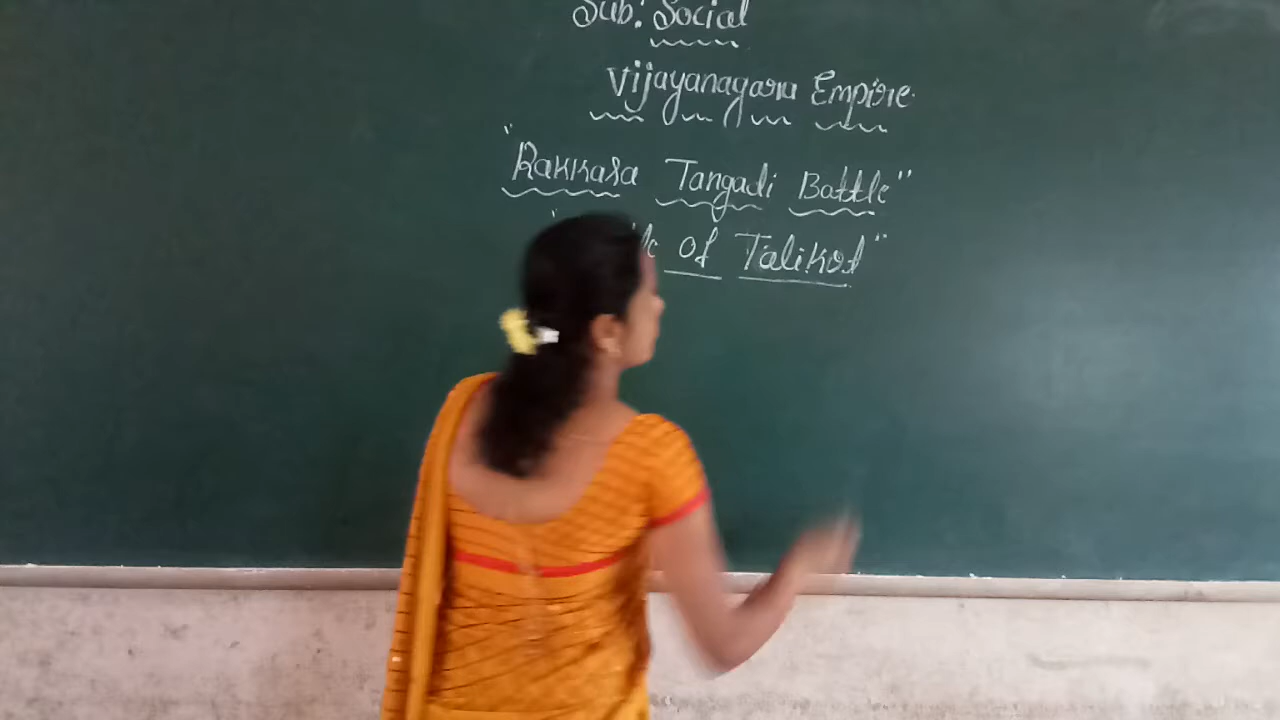 Sub: Social
Vijayanagara Empire
"Rakkasa Tangadi Battle"
of Talikot"